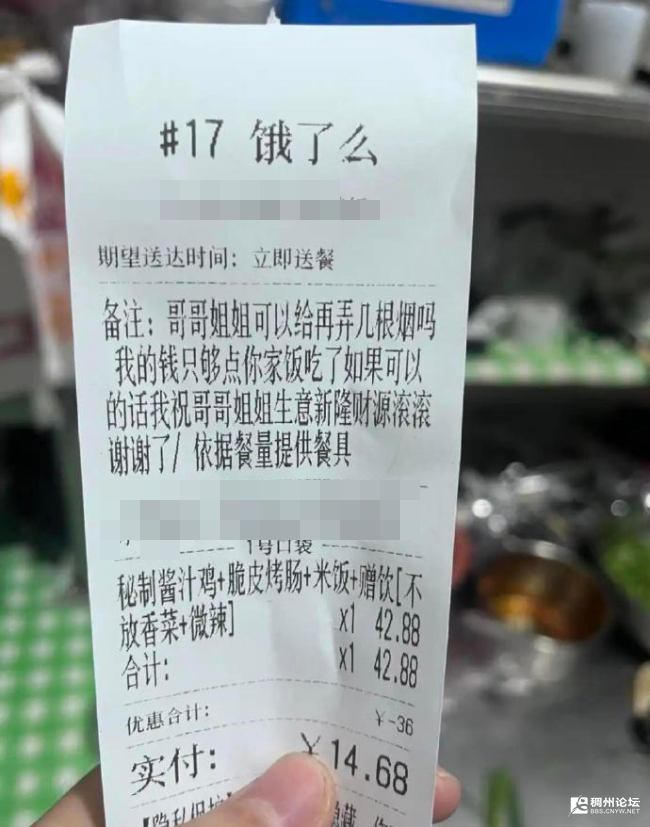 #17 饿了么
期望送达时间: 立即送餐
备注: 哥哥姐姐可以给再弄几根烟吗
我的钱只够点你家饭吃了如果可以
的话我祝哥哥姐姐生意新隆财源滚滚
谢谢了/ 依据餐量提供餐具
1号口袋
秘制酱汁鸡+脆皮烤肠+米饭+赠饮[不
放香菜+微辣] x1 42.88
合计: x1 42.88
优惠合计: ￥-36
实付: ￥14.68
稠州论坛
BBS.CNYW.NET